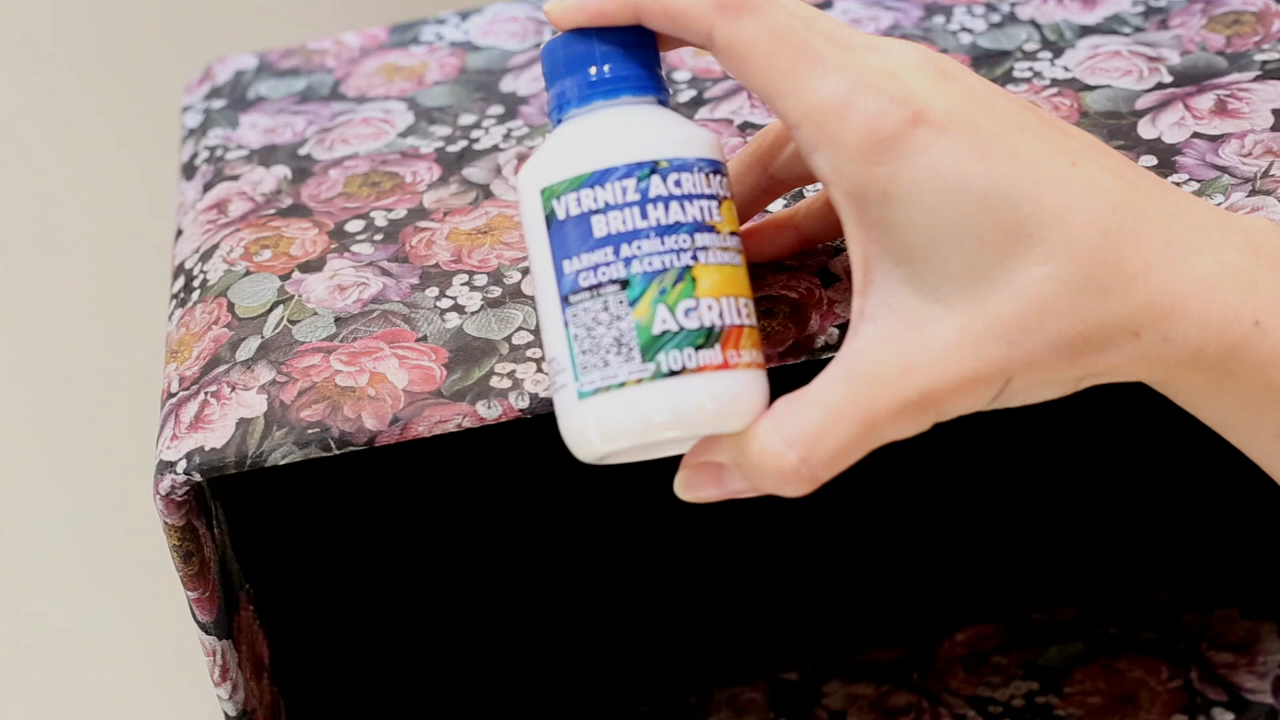 VERNIZ ACRÍLICO
BRILHANTE
BARNIZ ACRÍLICO BRILLANTE
GLOSS ACRYLIC VARNISH
AGRILEX
100ml